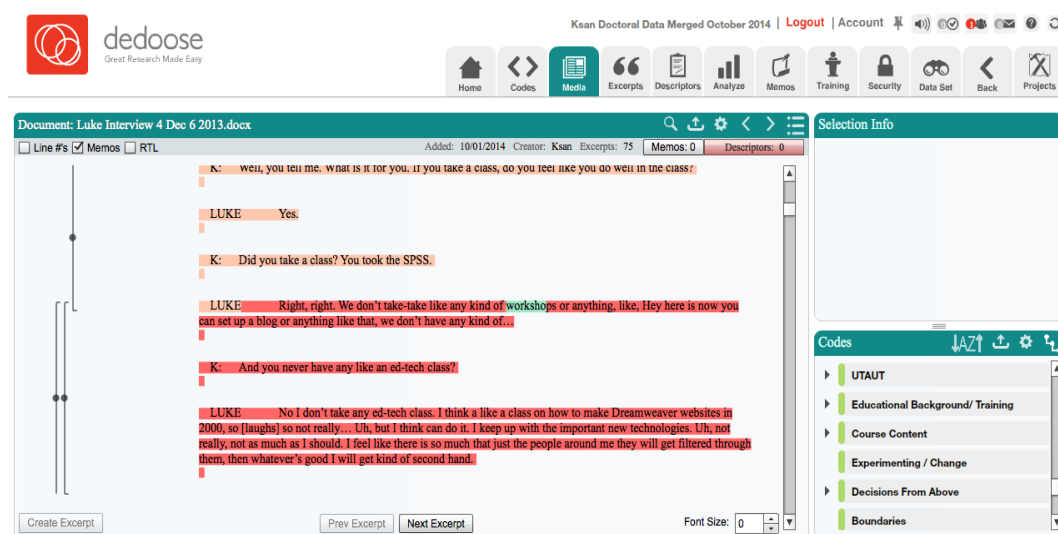 Ksan Doctoral Data Merged October 2014 | Logout | Account
dedoose
Great Research Made Easy
Home Codes Media Excerpts Descriptors Analyze Memos Training Security Data Set Back Projects
Document: Luke Interview 4 Dec 6 2013.docx
Selection Info
Line #'s Memos RTL
Added: 10/01/2014 Creator: Ksan Excerpts: 75 Memos: 0 Descriptors: 0
K: Well, you tell me. What is it for you. If you take a class, do you feel like you do well in the class?
LUKE Yes.
K: Did you take a class? You took the SPSS.
LUKE Right, right. We don't take-take like any kind of workshops or anything, like, Hey here is now you
can set up a blog or anything like that, we don't have any kind of…
K: And you never have any like an ed-tech class?
LUKE No I don't take any ed-tech class. I think a like a class on how to make Dreamweaver websites in
2000, so [laughs] so not really… Uh, but I think can do it. I keep up with the important new technologies. Uh, not
really, not as much as I should. I feel like there is so much that just the people around me they will get filtered through
them, then whatever's good I will get kind of second hand.
Codes
AZ
UTAUT
Educational Background/ Training
Course Content
Experimenting / Change
Decisions From Above
Boundaries
Create Excerpt Prev Excerpt Next Excerpt Font Size: 0